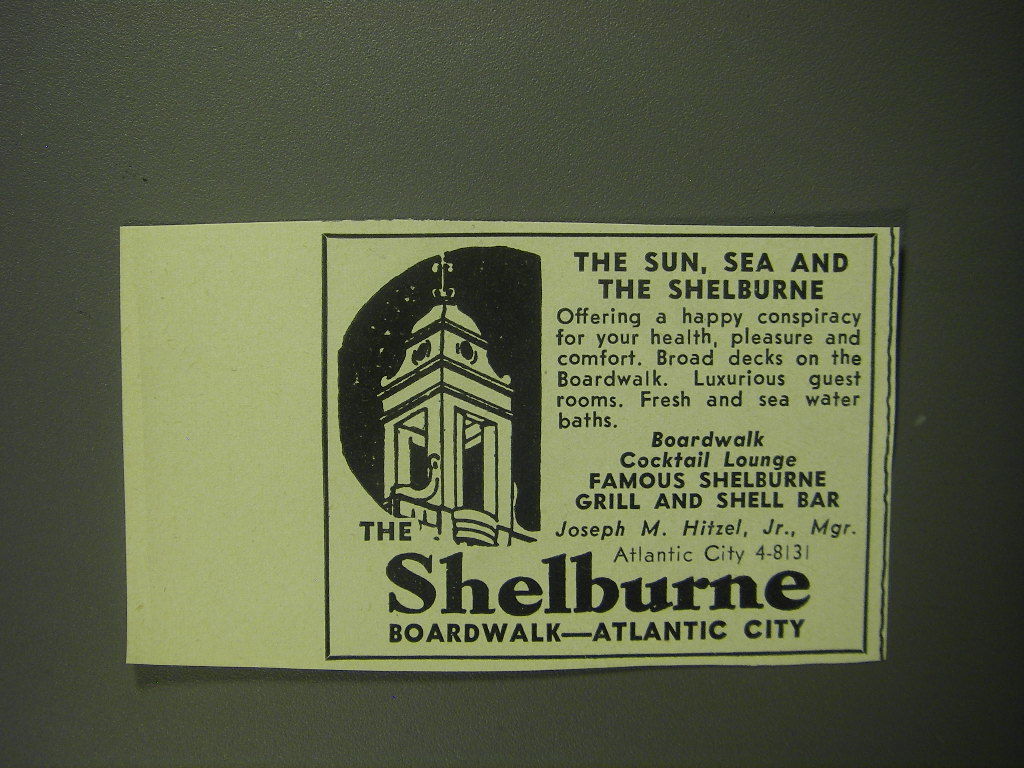 THE SUN, SEA AND
THE SHELBURNE
Offering a happy conspiracy
for your health, pleasure and
comfort. Broad decks on the
Boardwalk. Luxurious guest
rooms. Fresh and sea water
baths.
Boardwalk
Cocktail Lounge
FAMOUS SHELBURNE
GRILL AND SHELL BAR
Joseph M. Hitzel, Jr., Mgr.
Atlantic City 4-8131
THE
Shelburne
BOARDWALK—ATLANTIC CITY